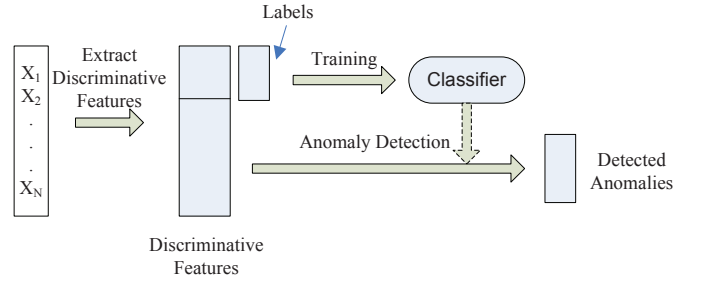 Labels
Extract
Discriminative
Features
Training
Classifier
X1
X2
.
.
.
XN
Anomaly Detection
Detected
Anomalies
Discriminative
Features